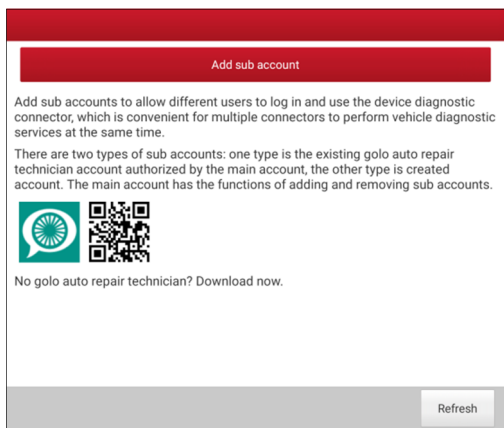 Add sub account
Add sub accounts to allow different users to log in and use the device diagnostic
connector, which is convenient for multiple connectors to perform vehicle diagnostic
services at the same time.
There are two types of sub accounts: one type is the existing golo auto repair
technician account authorized by the main account, the other type is created
account. The main account has the functions of adding and removing sub accounts.
No golo auto repair technician? Download now.
Refresh